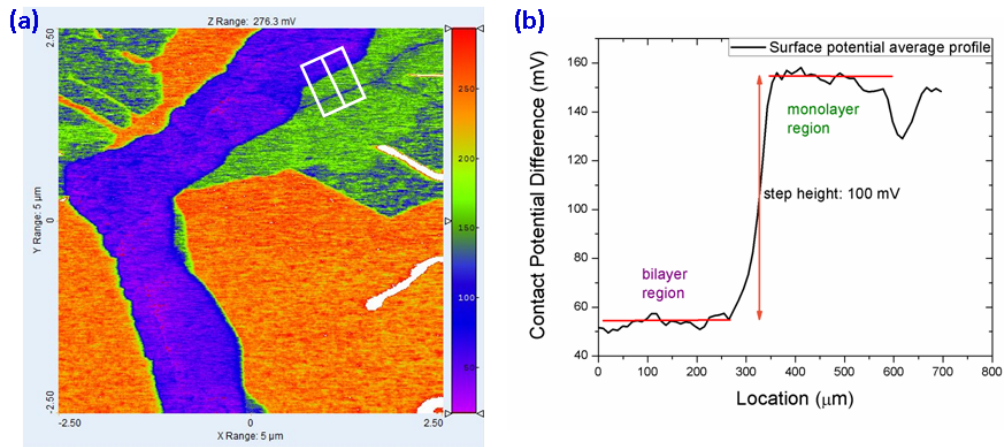 (a)
Z Range: 276.3 mV
2.50
0
-2.50
Y Range: 5 µm
-2.50
0
2.50
X Range: 5 µm
250
200
150
100
50
(b)
Surface potential average profile
160
140
120
100
80
60
40
Contact Potential Difference (mV)
monolayer
region
step height: 100 mV
bilayer
region
0
100
200
300
400
500
600
700
800
Location (µm)